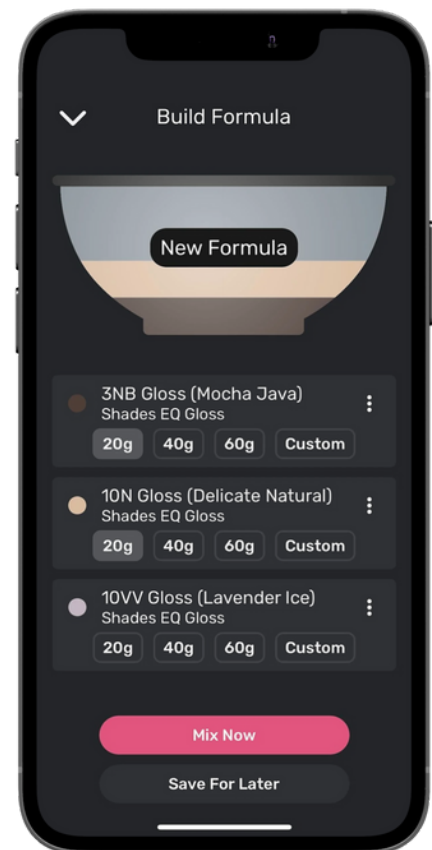 Build Formula
New Formula
3NB Gloss (Mocha Java)
Shades EQ Gloss
20g 40g 60g Custom
10N Gloss (Delicate Natural)
Shades EQ Gloss
20g 40g 60g Custom
10VV Gloss (Lavender Ice)
Shades EQ Gloss
20g 40g 60g Custom
Mix Now
Save For Later